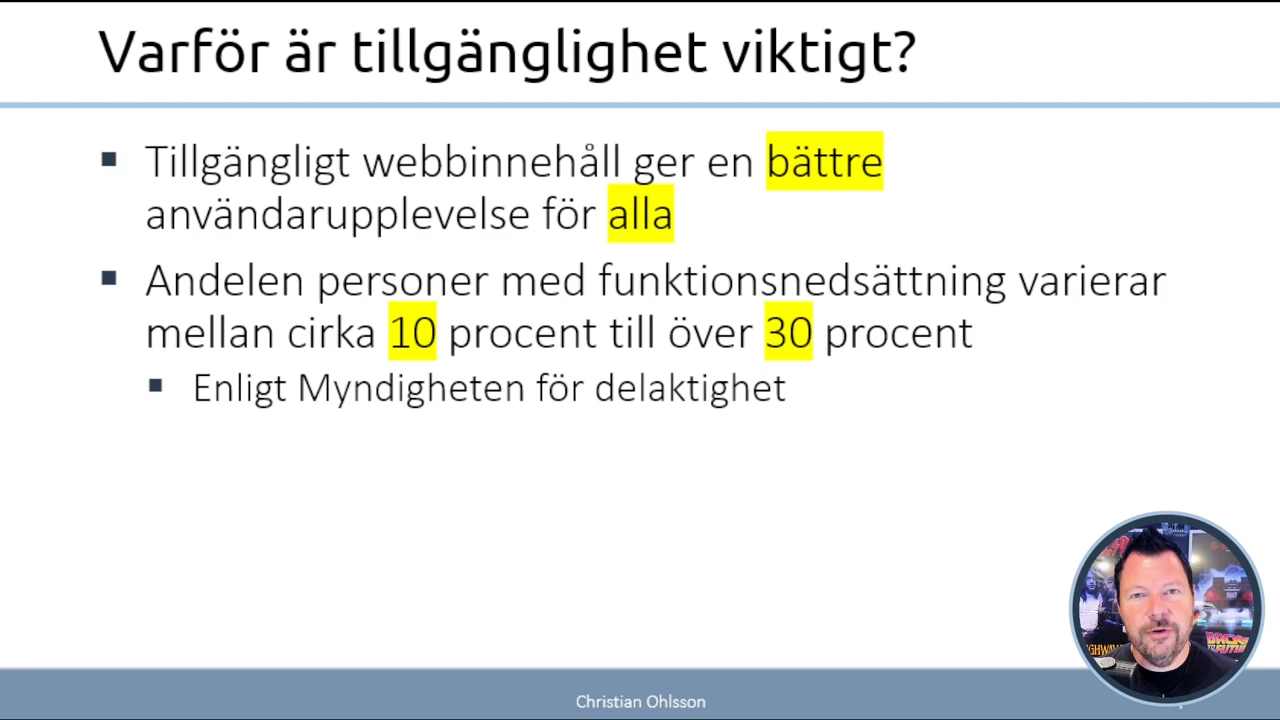 Varför är tillgänglighet viktigt?
Tillgängligt webbinnehåll ger en bättre
användarupplevelse för alla
Andelen personer med funktionsnedsättning varierar
mellan cirka 10 procent till över 30 procent
Enligt Myndigheten för delaktighet
Christian Ohlsson